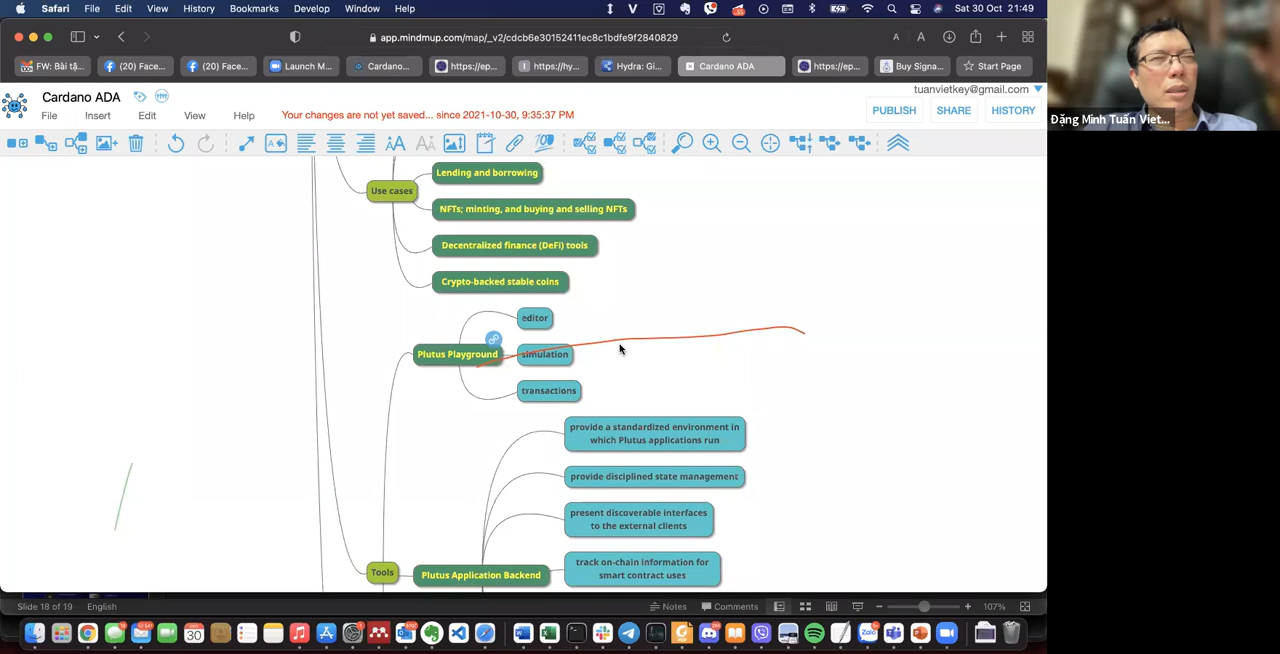 Safari File Edit View History Bookmarks Develop Window Help Sat 30 Oct 21:49
app.mindmup.com/map/_v2/cdcb6e30152411ec8c1bdfe9f2840829 A A
FW: Bài tậ... (20) Face... (20) Face... Launch M... Cardano... https://ep... https://hy... Hydra: Gi... Cardano ADA https://ep... Buy Signa... Start Page
tuanvietkey@gmail.com
Cardano ADA
File Insert Edit View Help
Your changes are not yet saved... since 2021-10-30, 9:35:37 PM
PUBLISH SHARE HISTORY
Đặng Minh Tuấn Viet...
Lending and borrowing
Use cases
NFTs; minting, and buying and selling NFTs
Decentralized finance (DeFi) tools
Crypto-backed stable coins
editor
Plutus Playground
simulation
transactions
provide a standardized environment in
which Plutus applications run
provide disciplined state management
present discoverable interfaces
to the external clients
track on-chain information for
smart contract uses
Tools
Plutus Application Backend
Slide 18 of 19 English Notes Comments 107%